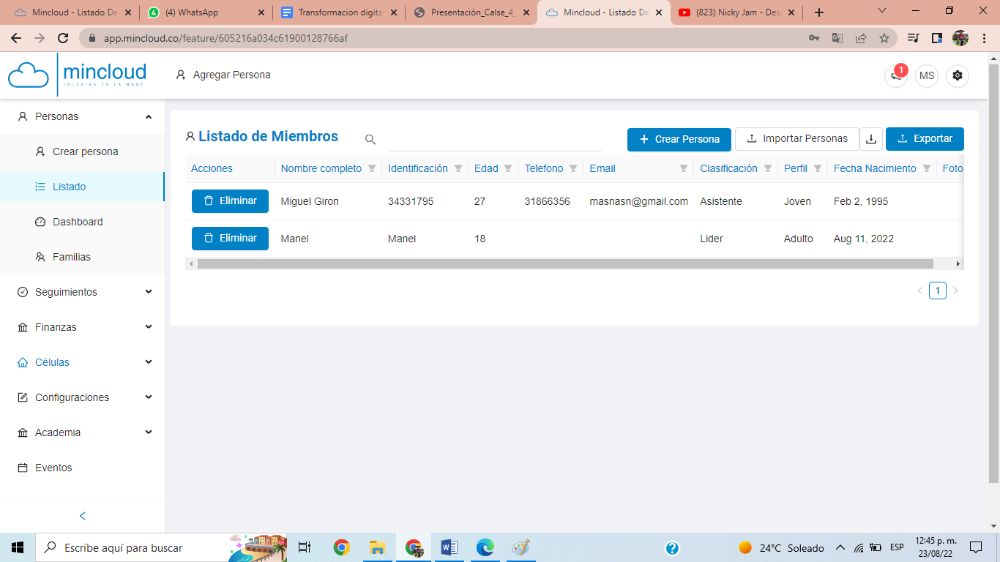 Mincloud - Listado De
(4) WhatsApp
Transformacion digital
Presentación_Calse_4_
Mincloud - Listado De
(823) Nicky Jam - Des
app.mincloud.co/feature/605216a034c61900128766af
mincloud
IGLESIAS EN LA NUBE
Agregar Persona
1
MS
Personas
Crear persona
Listado
Dashboard
Familias
Seguimientos
Finanzas
Células
Configuraciones
Academia
Eventos
Listado de Miembros
Crear Persona
Importar Personas
Exportar
Acciones Nombre completo Identificación Edad Telefono Email Clasificación Perfil Fecha Nacimiento Foto
Eliminar Miguel Giron 34331795 27 31866356 masnasn@gmail.com Asistente Joven Feb 2, 1995
Eliminar Manel Manel 18 Lider Adulto Aug 11, 2022
1
Escribe aquí para buscar
24°C Soleado
ESP
12:45 p. m.
23/08/22